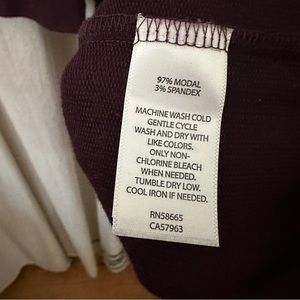 97% MODAL
3% SPANDEX
MACHINE WASH COLD
GENTLE CYCLE
WASH AND DRY WITH
LIKE COLORS.
ONLY NON-
CHLORINE BLEACH
WHEN NEEDED.
TUMBLE DRY LOW.
COOL IRON IF NEEDED.
RN58665
CA57963